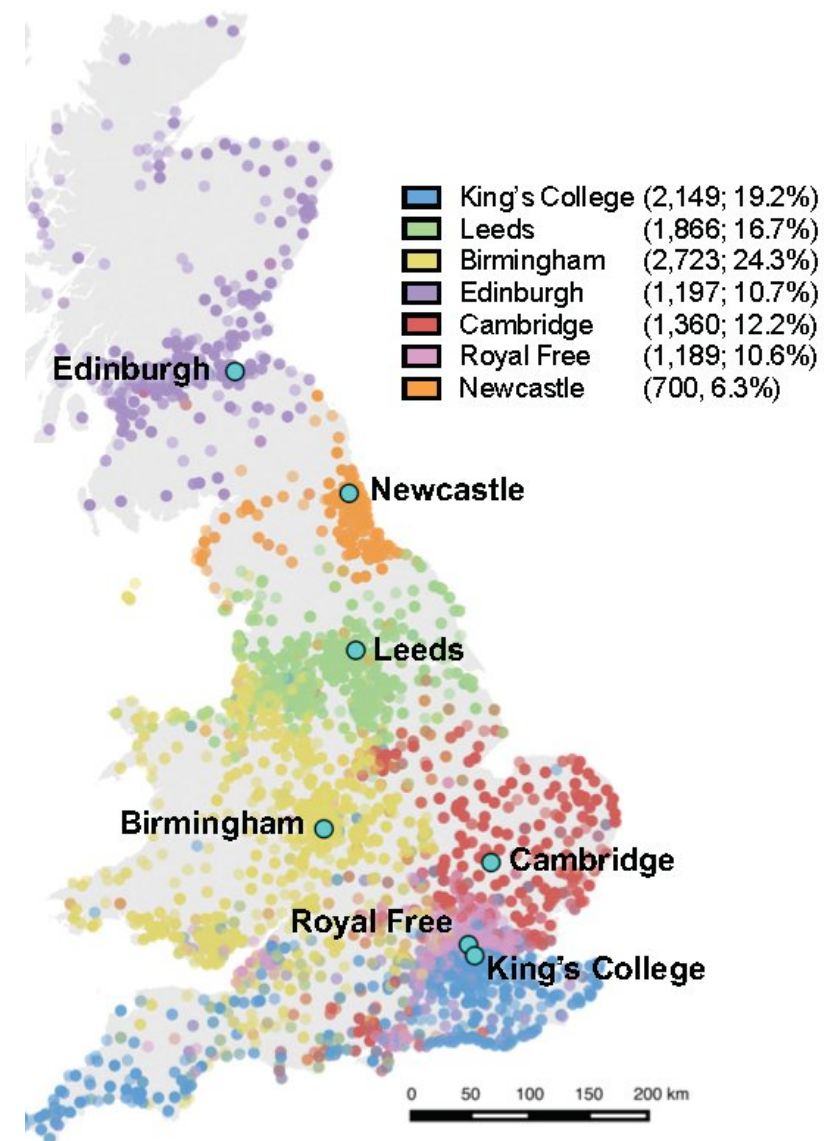 King's College (2,149; 19.2%)
Leeds (1,866; 16.7%)
Birmingham (2,723; 24.3%)
Edinburgh (1,197; 10.7%)
Cambridge (1,360; 12.2%)
Royal Free (1,189; 10.6%)
Newcastle (700, 6.3%)
Edinburgh
Newcastle
Leeds
Birmingham
Cambridge
Royal Free
King's College
0 50 100 150 200 km